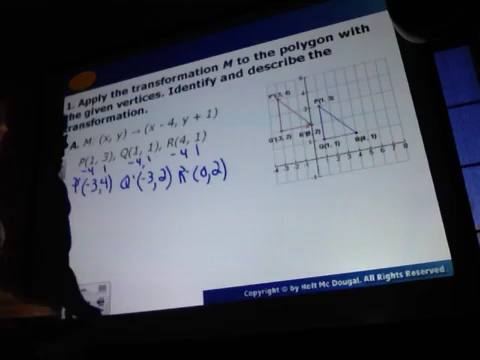 1. Apply the transformation M to the polygon with
the given vertices. Identify and describe the
transformation.
A. M: (x, y) → (x - 4, y + 1)
P(1, 3), Q(1, 1), R(4, 1)
-4 1 -4, 1 -4 1
P'(-3,4) Q'(-3,2) R'(0,2)
P(1, 3)
Q(1, 1)
R(4, 1)
Copyright © by Holt Mc Dougal. All Rights Reserved.